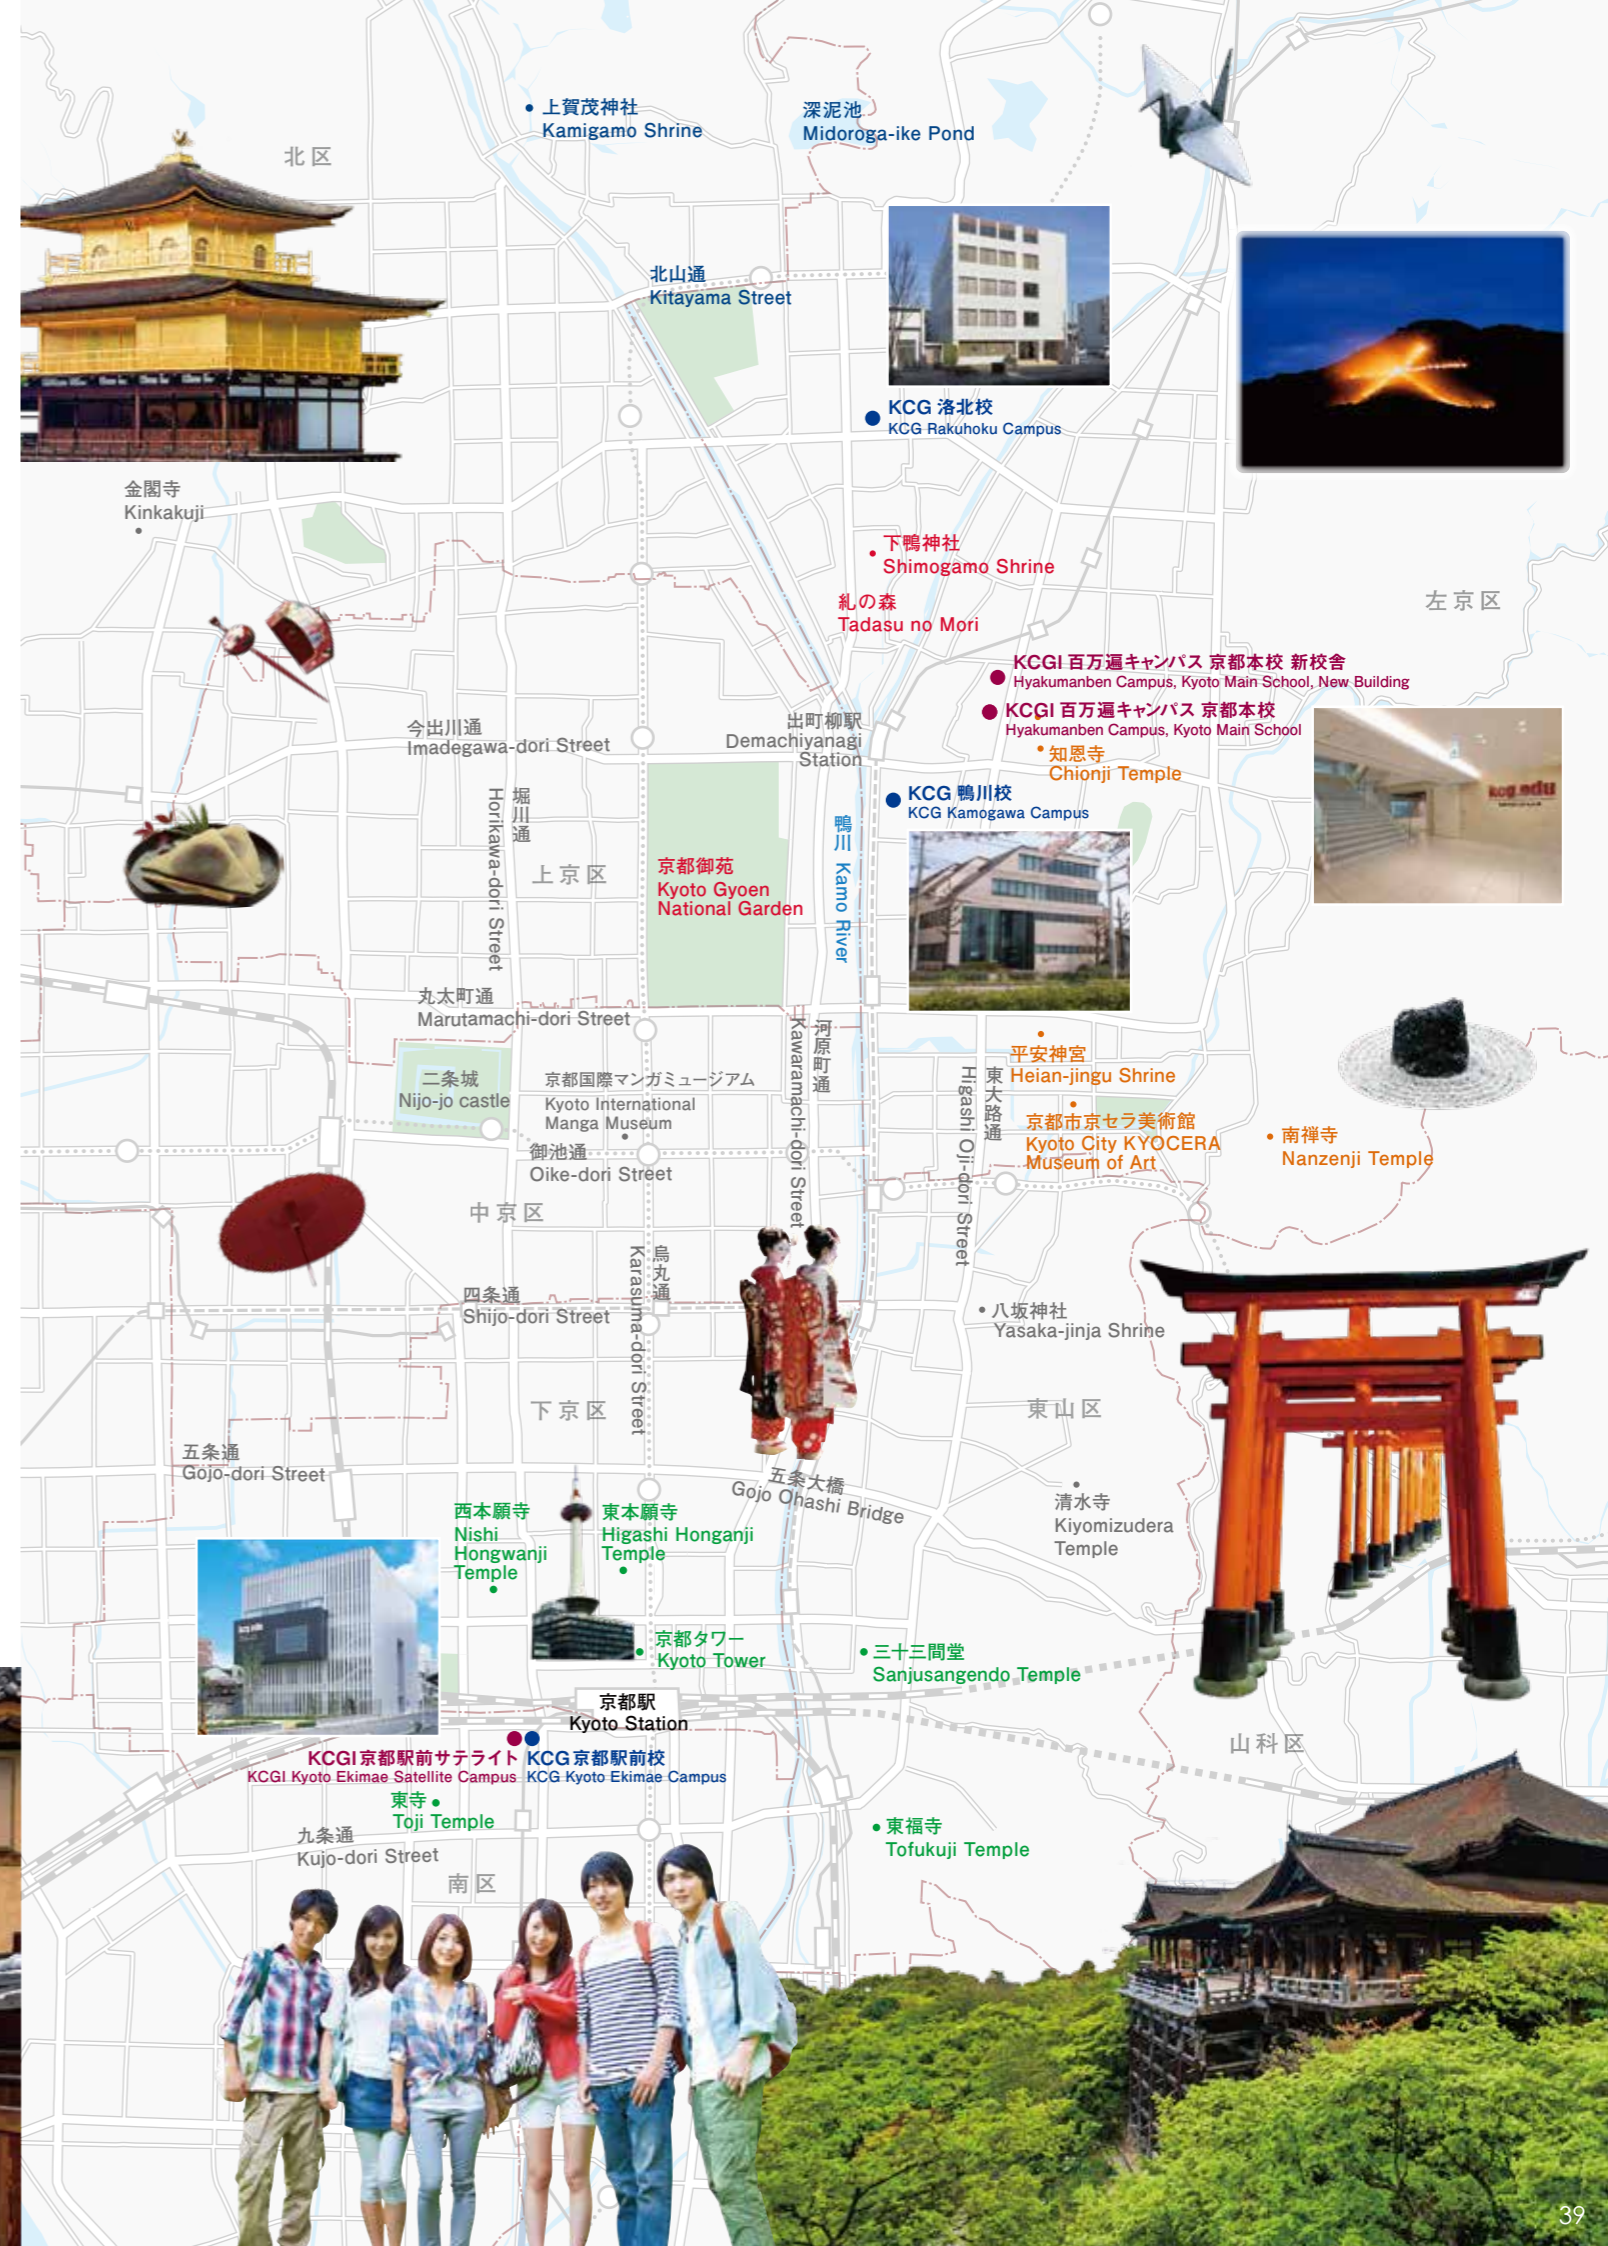 上賀茂神社
Kamigamo Shrine
深泥池
Midoroga-ike Pond
北区
北山通
Kitayama Street
KCG 洛北校
KCG Rakuhoku Campus
金閣寺
Kinkakuji
下鴨神社
Shimogamo Shrine
糺の森
Tadasu no Mori
左京区
KCGI 百万遍キャンパス 京都本校 新校舎
Hyakumanben Campus, Kyoto Main School, New Building
KCGI 百万遍キャンパス 京都本校
Hyakumanben Campus, Kyoto Main School
今出川通
Imadegawa-dori Street
出町柳駅
Demachiyanagi
Station
知恩寺
Chionji Temple
KCG 鴨川校
KCG Kamogawa Campus
kcg.edu
堀川通
Horikawa-dori Street
鴨川 Kamo River
上京区
京都御苑
Kyoto Gyoen
National Garden
丸太町通
Marutamachi-dori Street
河原町通
Kawaramachi-dori Street
平安神宮
Heian-jingu Shrine
東大路通
Higashi Oji-dori Street
二条城
Nijo-jo castle
京都国際マンガミュージアム
Kyoto International
Manga Museum
京都市京セラ美術館
Kyoto City KYOCERA
Museum of Art
南禅寺
Nanzenji Temple
御池通
Oike-dori Street
中京区
烏丸通
Karasuma-dori Street
四条通
Shijo-dori Street
八坂神社
Yasaka-jinja Shrine
下京区
東山区
五条通
Gojo-dori Street
五条大橋
Gojo Ohashi Bridge
清水寺
Kiyomizudera
Temple
西本願寺
Nishi
Hongwanji
Temple
東本願寺
Higashi Honganji
Temple
kcg.edu
京都タワー
Kyoto Tower
三十三間堂
Sanjusangendo Temple
京都駅
Kyoto Station
山科区
KCGI京都駅前サテライト
KCGI Kyoto Ekimae Satellite Campus
KCG京都駅前校
KCG Kyoto Ekimae Campus
東寺
Toji Temple
東福寺
Tofukuji Temple
九条通
Kujo-dori Street
南区
39